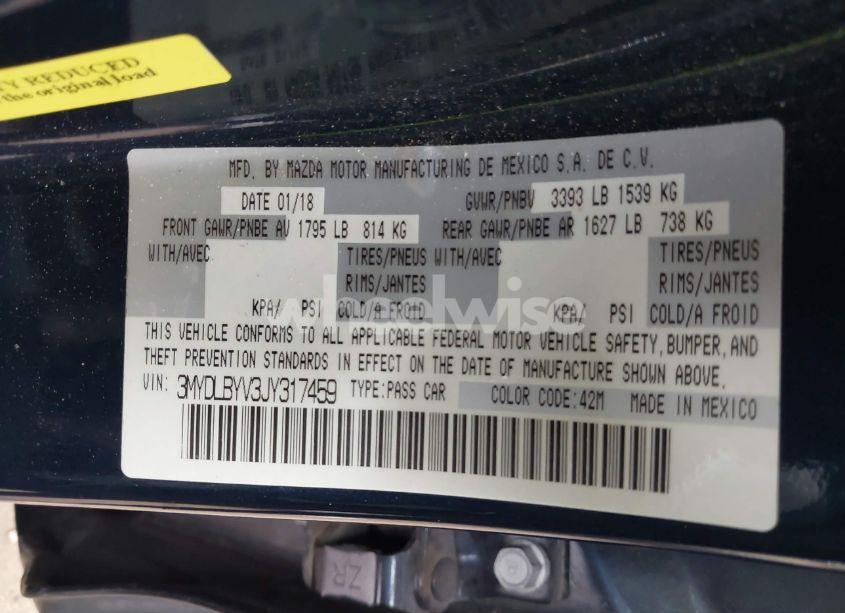 RY REDUCED
the original load
MFD. BY MAZDA MOTOR MANUFACTURING DE MEXICO S.A. DE C.V.
DATE 01/18 GVWR/PNBV 3393 LB 1539 KG
FRONT GAWR/PNBE AV 1795 LB 814 KG REAR GAWR/PNBE AR 1627 LB 738 KG
WITH/AVEC TIRES/PNEUS WITH/AVEC TIRES/PNEUS
RIMS/JANTES RIMS/JANTES
KPA/ PSI COLD/A FROID KPA/ PSI COLD/A FROID
wheelwise
THIS VEHICLE CONFORMS TO ALL APPLICABLE FEDERAL MOTOR VEHICLE SAFETY, BUMPER, AND
THEFT PREVENTION STANDARDS IN EFFECT ON THE DATE OF MANUFACTURE SHOWN ABOVE.
VIN: 3MYDLBYV3JY317459 TYPE:PASS CAR COLOR CODE:42M MADE IN MEXICO
ZR